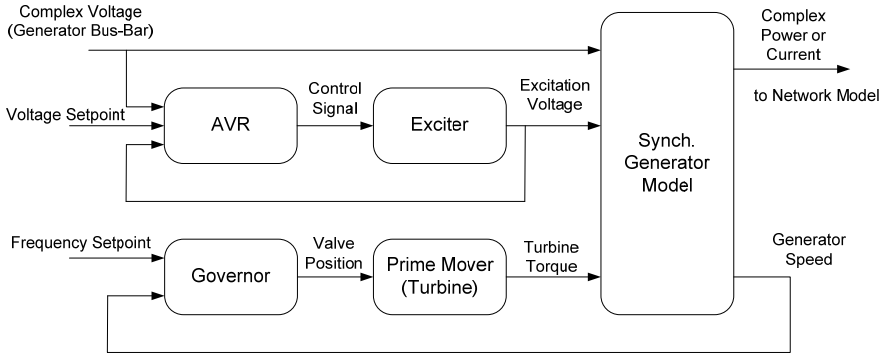 Complex Voltage
(Generator Bus-Bar)
Complex
Power or
Current
to Network Model
Voltage Setpoint
AVR
Control
Signal
Exciter
Excitation
Voltage
Synch.
Generator
Model
Frequency Setpoint
Governor
Valve
Position
Prime Mover
(Turbine)
Turbine
Torque
Generator
Speed